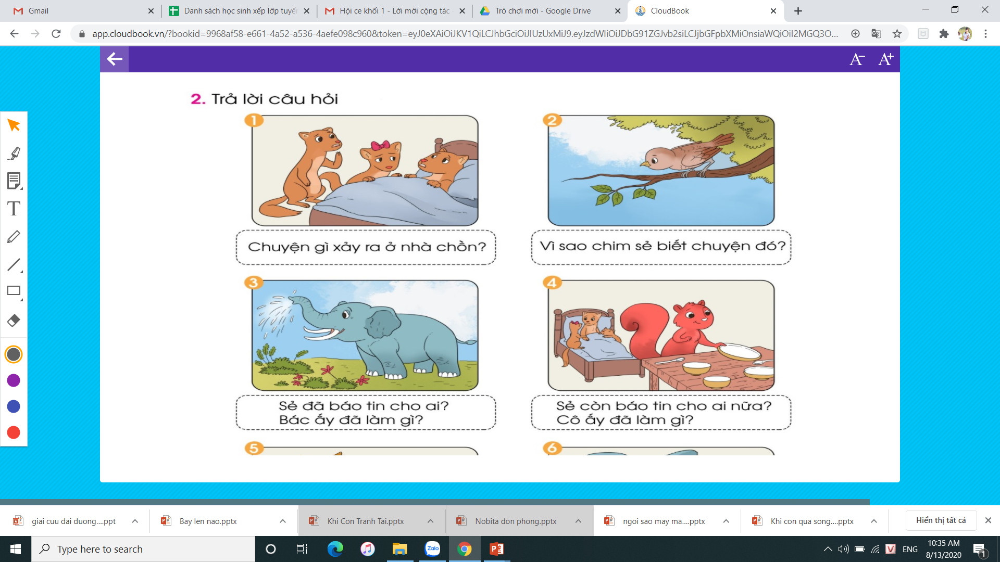 Gmail
Danh sách học sinh xếp lớp tuyể
Hội ce khối 1 - Lời mời cộng tác
Trò chơi mới - Google Drive
CloudBook
app.cloudbook.vn/?bookid=9968af58-e661-4a52-a536-4aefe098c960&token=eyJ0eXAiOiJKV1QiLCJhbGciOiJIUzUxMiJ9.eyJzdWIiOiJDbG91ZGJvb2siLCJjbGFpbXMiOnsiaWQiOiI2MGQ3O...
A- A+
2. Trả lời câu hỏi
1
2
Chuyện gì xảy ra ở nhà chồn?
Vì sao chim sẻ biết chuyện đó?
3
4
Sẻ đã báo tin cho ai?
Bác ấy đã làm gì?
Sẻ còn báo tin cho ai nữa?
Cô ấy đã làm gì?
5
6
T
giai cuu dai duong....ppt
Bay len nao.pptx
Khi Con Tranh Tai.pptx
Nobita don phong.pptx
ngoi sao may ma....pptx
Khi con qua song....pptx
Hiển thị tất cả
Type here to search
Zalo
ENG
10:35 AM
8/13/2020
1